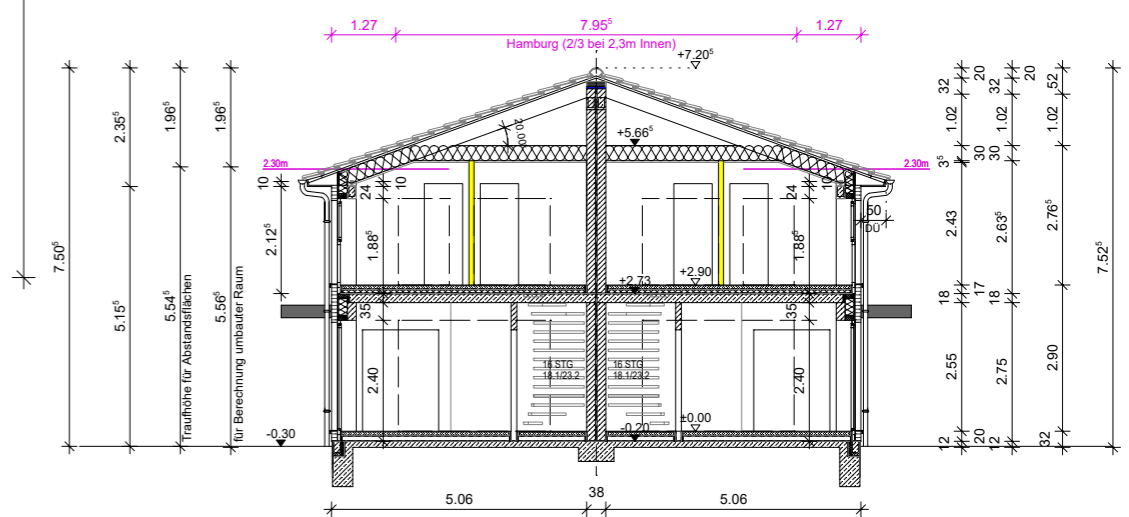 1.27 7.95⁵ 1.27
Hamburg (2/3 bei 2,3m Innen)
+7.20⁵
20 20
32 32 52
2.35⁵ 1.96⁵ 1.96⁵
1.02 1.02 1.02
20.00
+5.66⁵
2.30m 2.30m
3⁵ 30 30
10 24 10 24 10
50
DÜ
7.50⁵ 2.12⁵ 1.88⁵ 1.88⁵ 2.43 2.63⁵ 2.76⁵ 7.52⁵
+2.73 +2.90
5.15⁵ 5.54⁵ 5.56⁵
Traufhöhe für Abstandsflächen
für Berechnung umbauter Raum
35 35 18 17 18
16 STG
18.1/23.2
16 STG
18.1/23.2
2.40 2.40 2.55 2.75 2.90
-0.30 -0.20 ±0.00
12 20 12 32
5.06 38 5.06